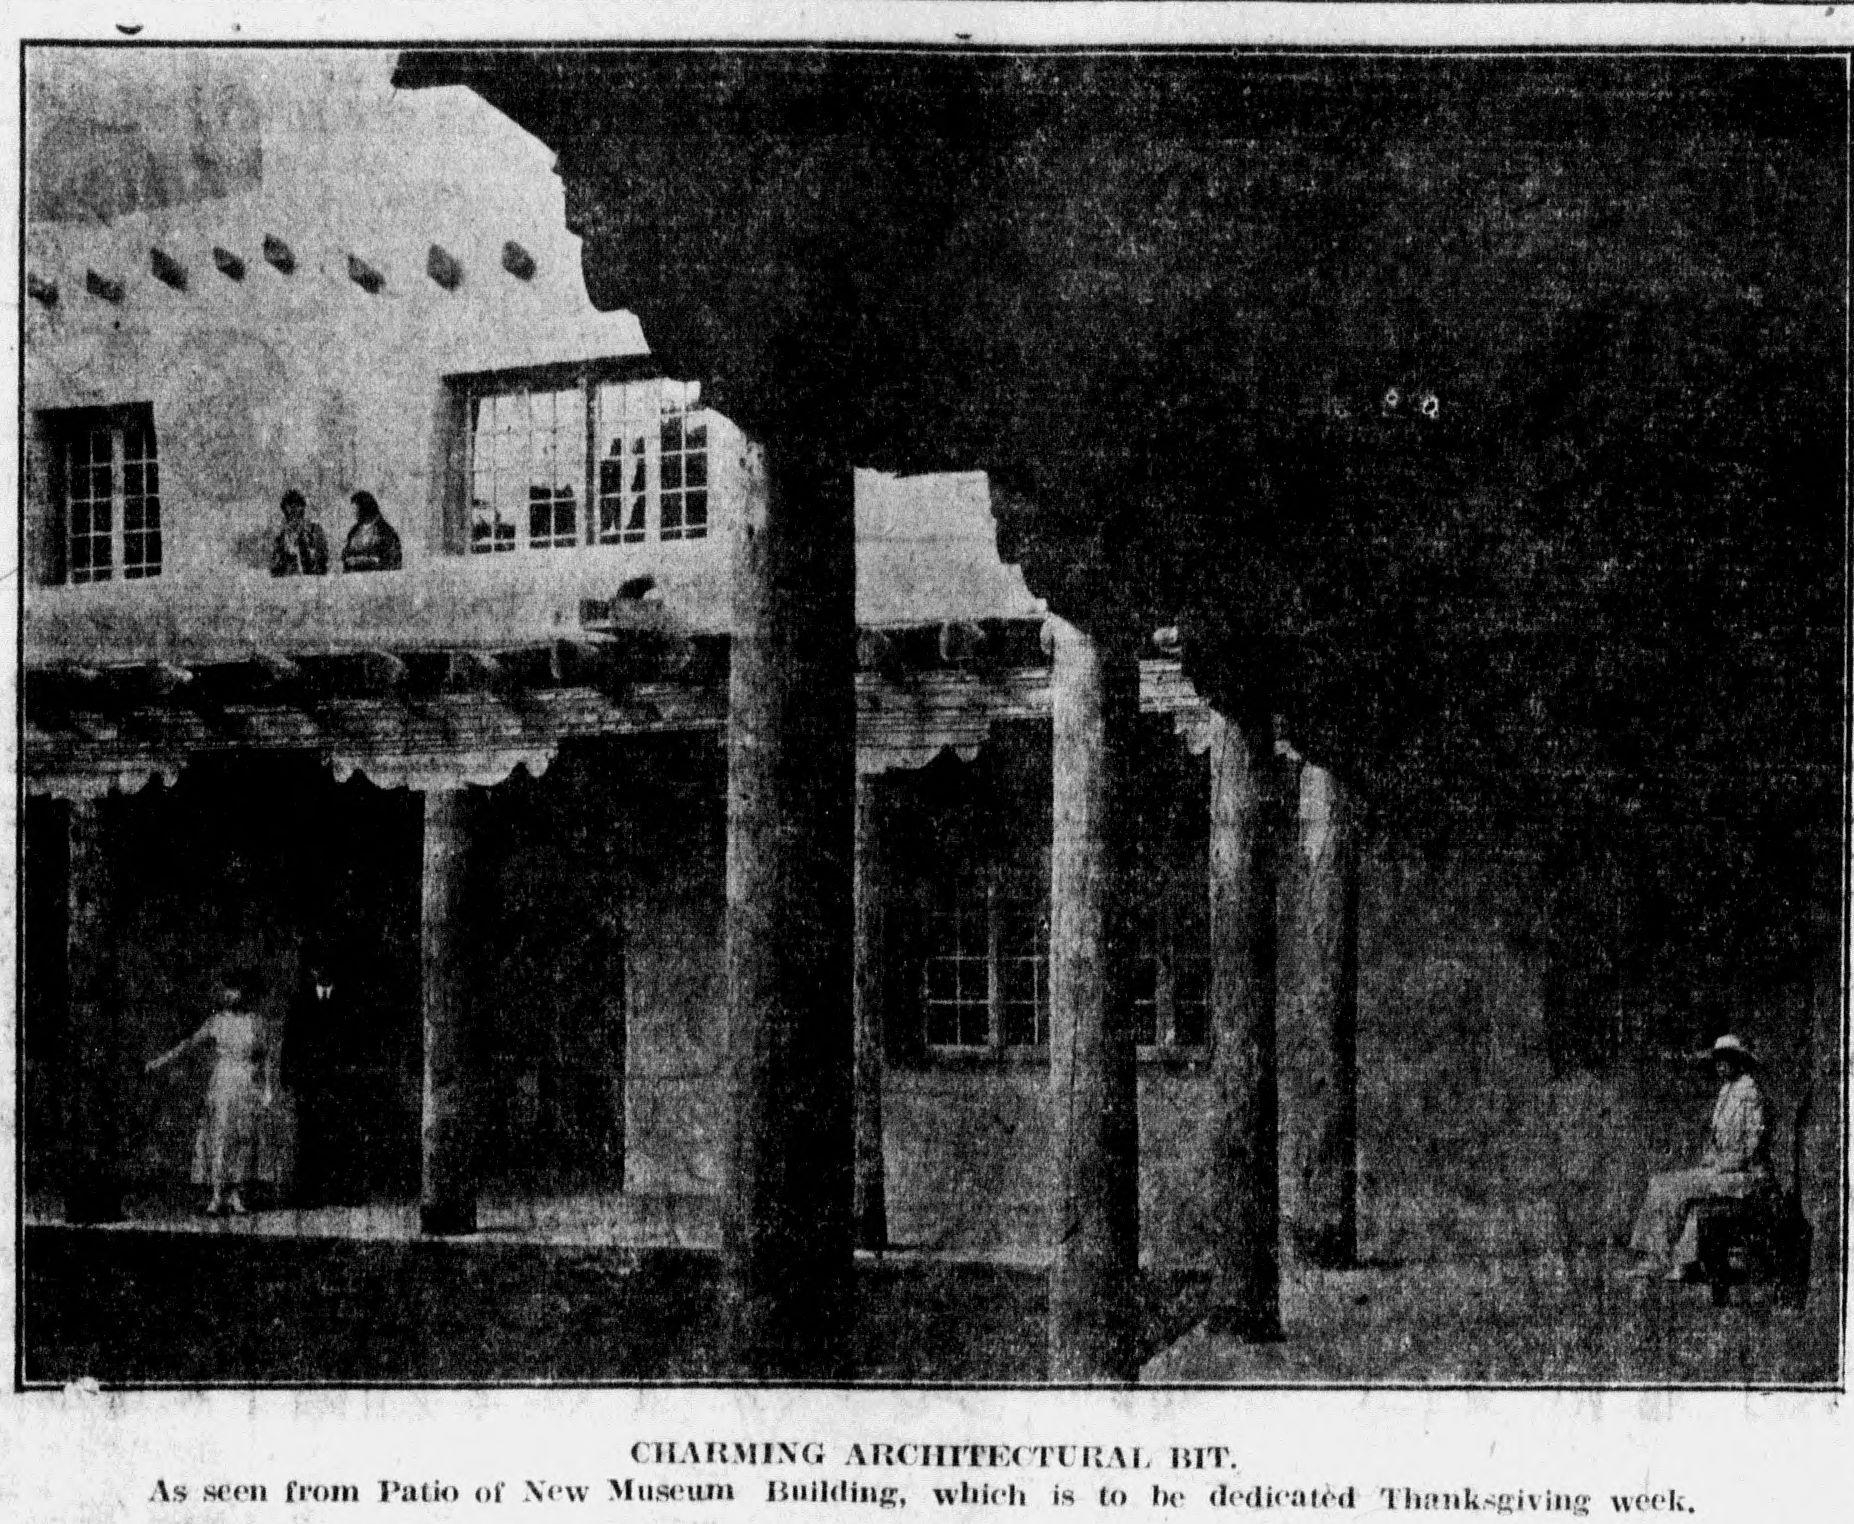 CHARMING ARCHITECTURAL BIT.
As seen from Patio of New Museum Building, which is to be dedicated Thanksgiving week.